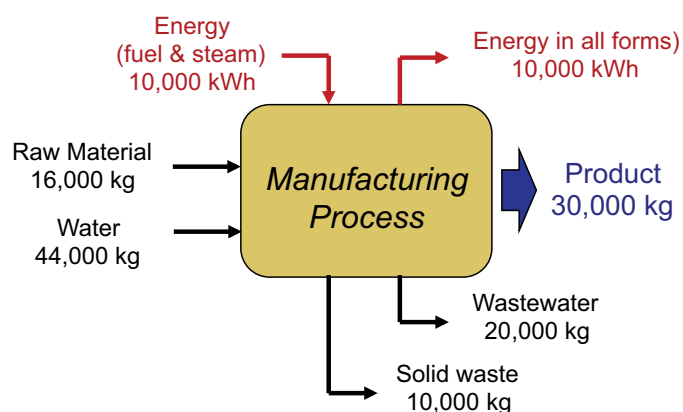 Energy
(fuel & steam)
10,000 kWh
Energy in all forms)
10,000 kWh
Raw Material
16,000 kg
Water
44,000 kg
Manufacturing
Process
Product
30,000 kg
Wastewater
20,000 kg
Solid waste
10,000 kg